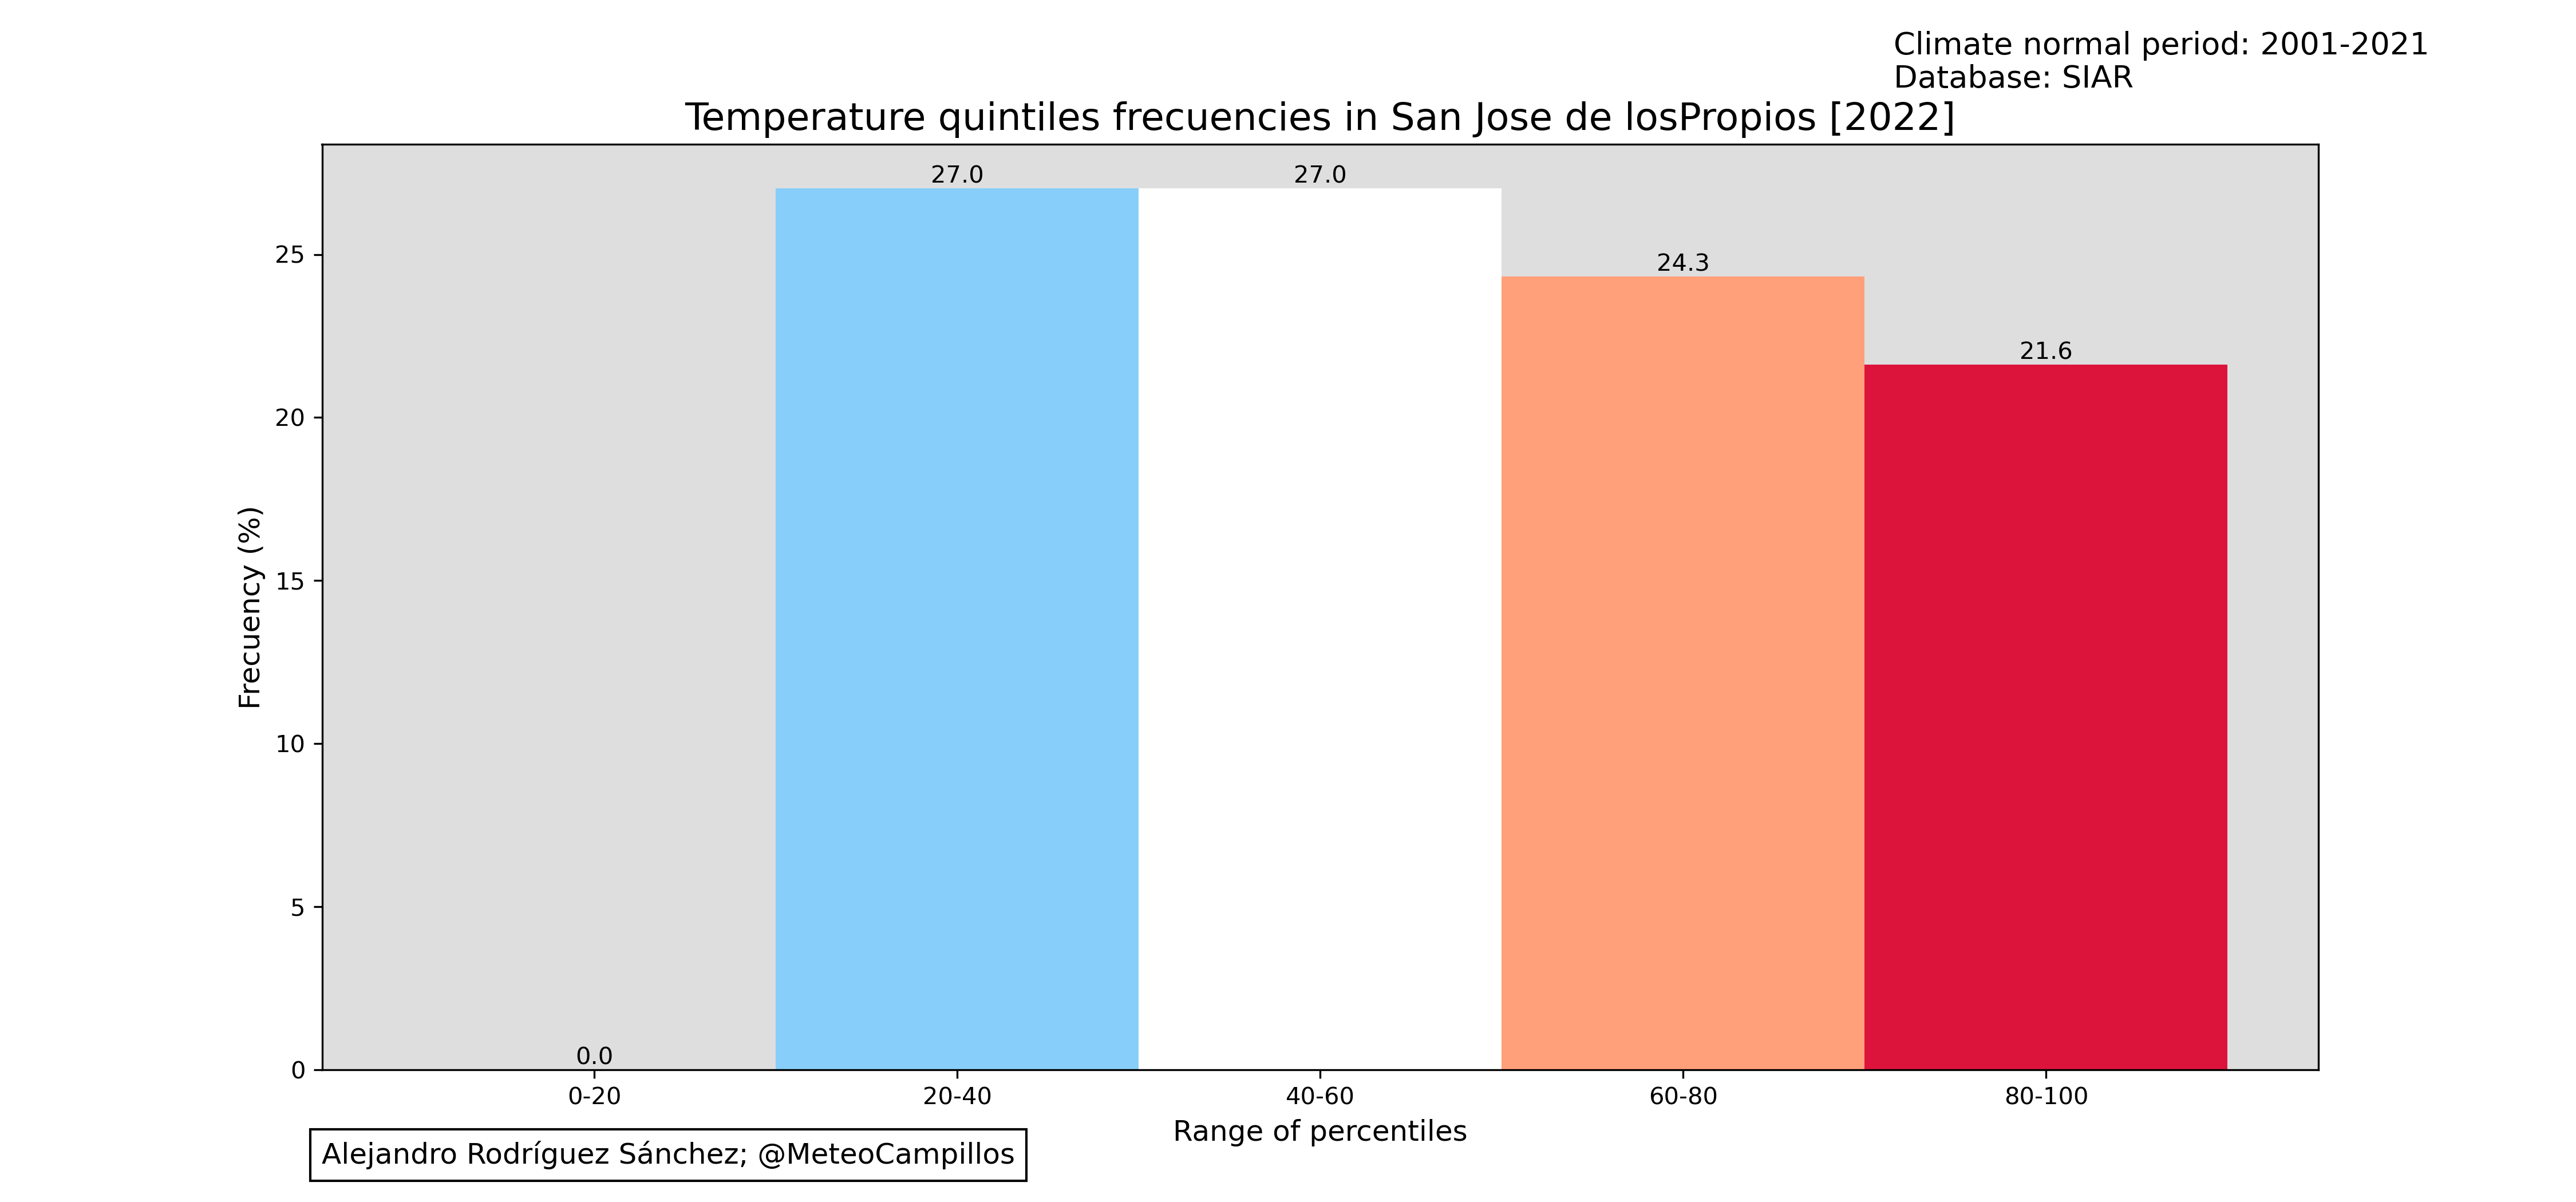 Climate normal period: 2001-2021
Database: SIAR
Temperature quintiles frecuencies in San Jose de losPropios [2022]
27.0
27.0
24.3
21.6
0.0
25
20
15
10
5
0
Frecuency (%)
0-20
20-40
40-60
60-80
80-100
Range of percentiles
Alejandro Rodríguez Sánchez; @MeteoCampillos